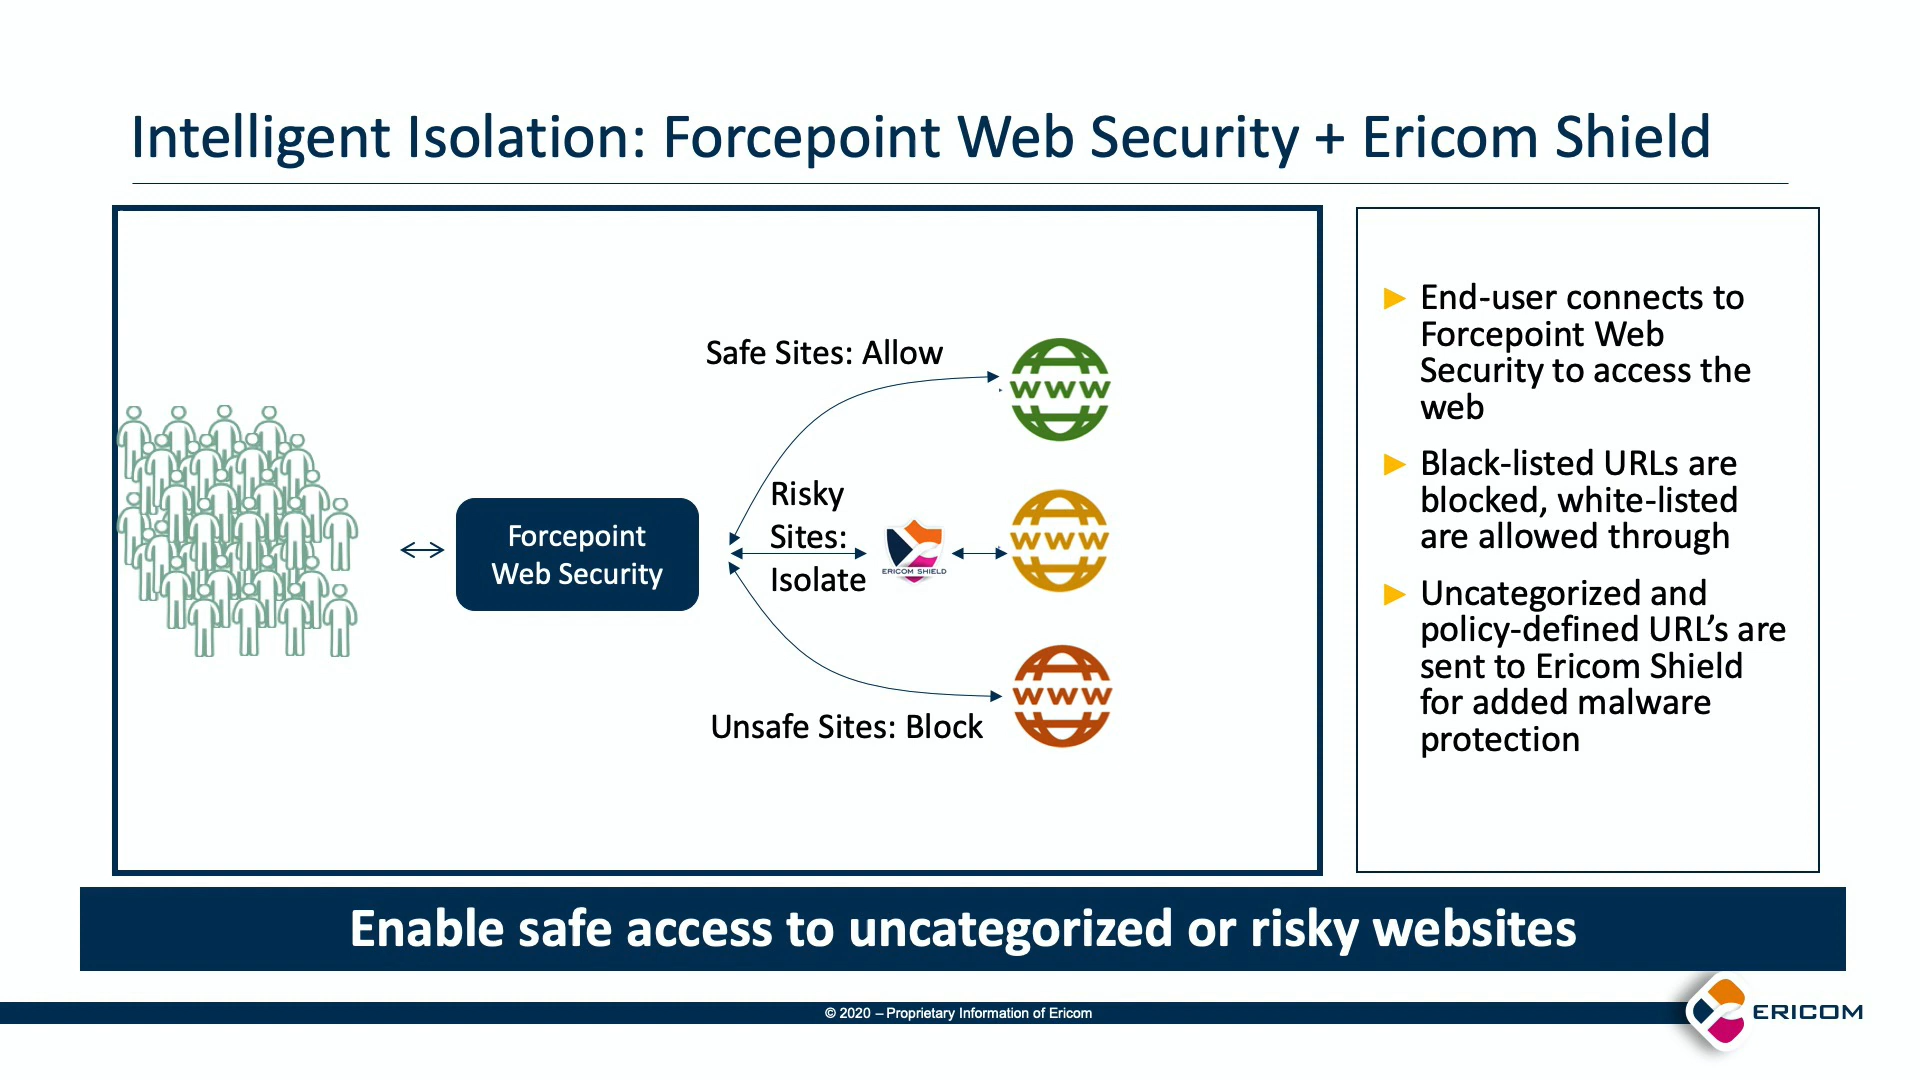 Intelligent Isolation: Forcepoint Web Security + Ericom Shield
Safe Sites: Allow
WWW
Risky
Sites:
Isolate
Forcepoint
Web Security
ERICOM SHIELD
WWW
WWW
Unsafe Sites: Block
End-user connects to
Forcepoint Web
Security to access the
web
Black-listed URLs are
blocked, white-listed
are allowed through
Uncategorized and
policy-defined URL’s are
sent to Ericom Shield
for added malware
protection
Enable safe access to uncategorized or risky websites
© 2020 – Proprietary Information of Ericom
ERICOM